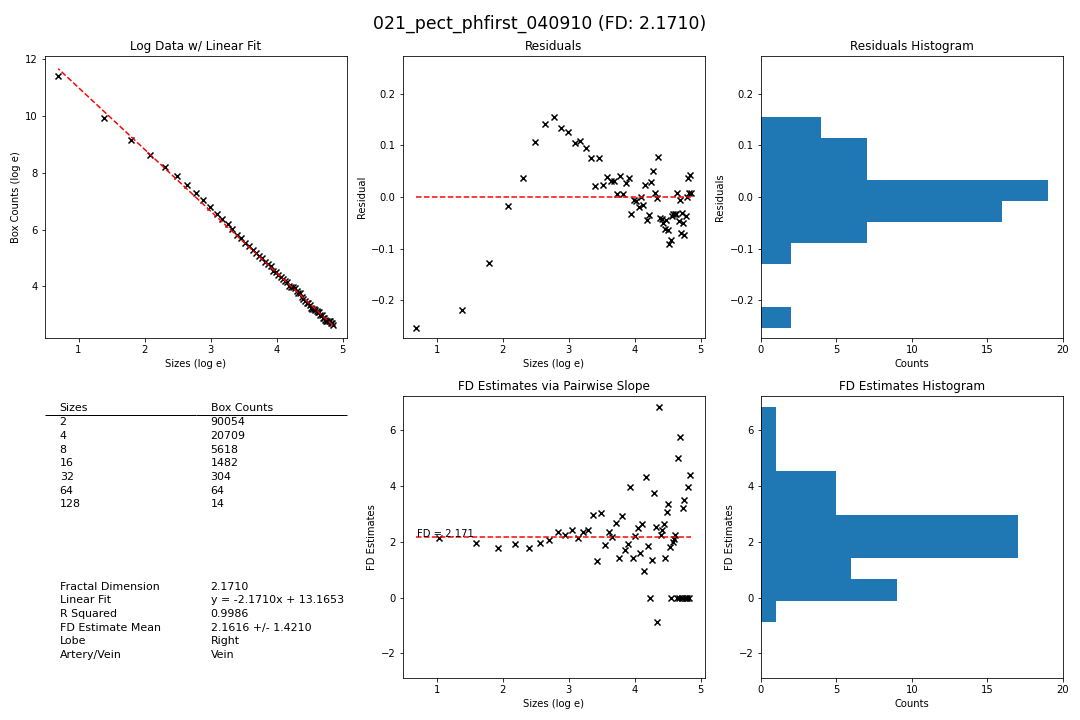 021_pect_phfirst_040910 (FD: 2.1710)
Log Data w/ Linear Fit
12
10
8
6
4
Box Counts (log e)
1 2 3 4 5
Sizes (log e)
Residuals
0.2
0.1
0.0
−0.1
−0.2
Residual
1 2 3 4 5
Sizes (log e)
Residuals Histogram
0.2
0.1
0.0
−0.1
−0.2
Residuals
0 5 10 15 20
Counts
Sizes Box Counts
2 90054
4 20709
8 5618
16 1482
32 304
64 64
128 14
Fractal Dimension 2.1710
Linear Fit y = -2.1710x + 13.1653
R Squared 0.9986
FD Estimate Mean 2.1616 +/- 1.4210
Lobe Right
Artery/Vein Vein
FD Estimates via Pairwise Slope
6
4
2
0
−2
FD Estimates
FD = 2.171
1 2 3 4 5
Sizes (log e)
FD Estimates Histogram
6
4
2
0
−2
FD Estimates
0 5 10 15 20
Counts